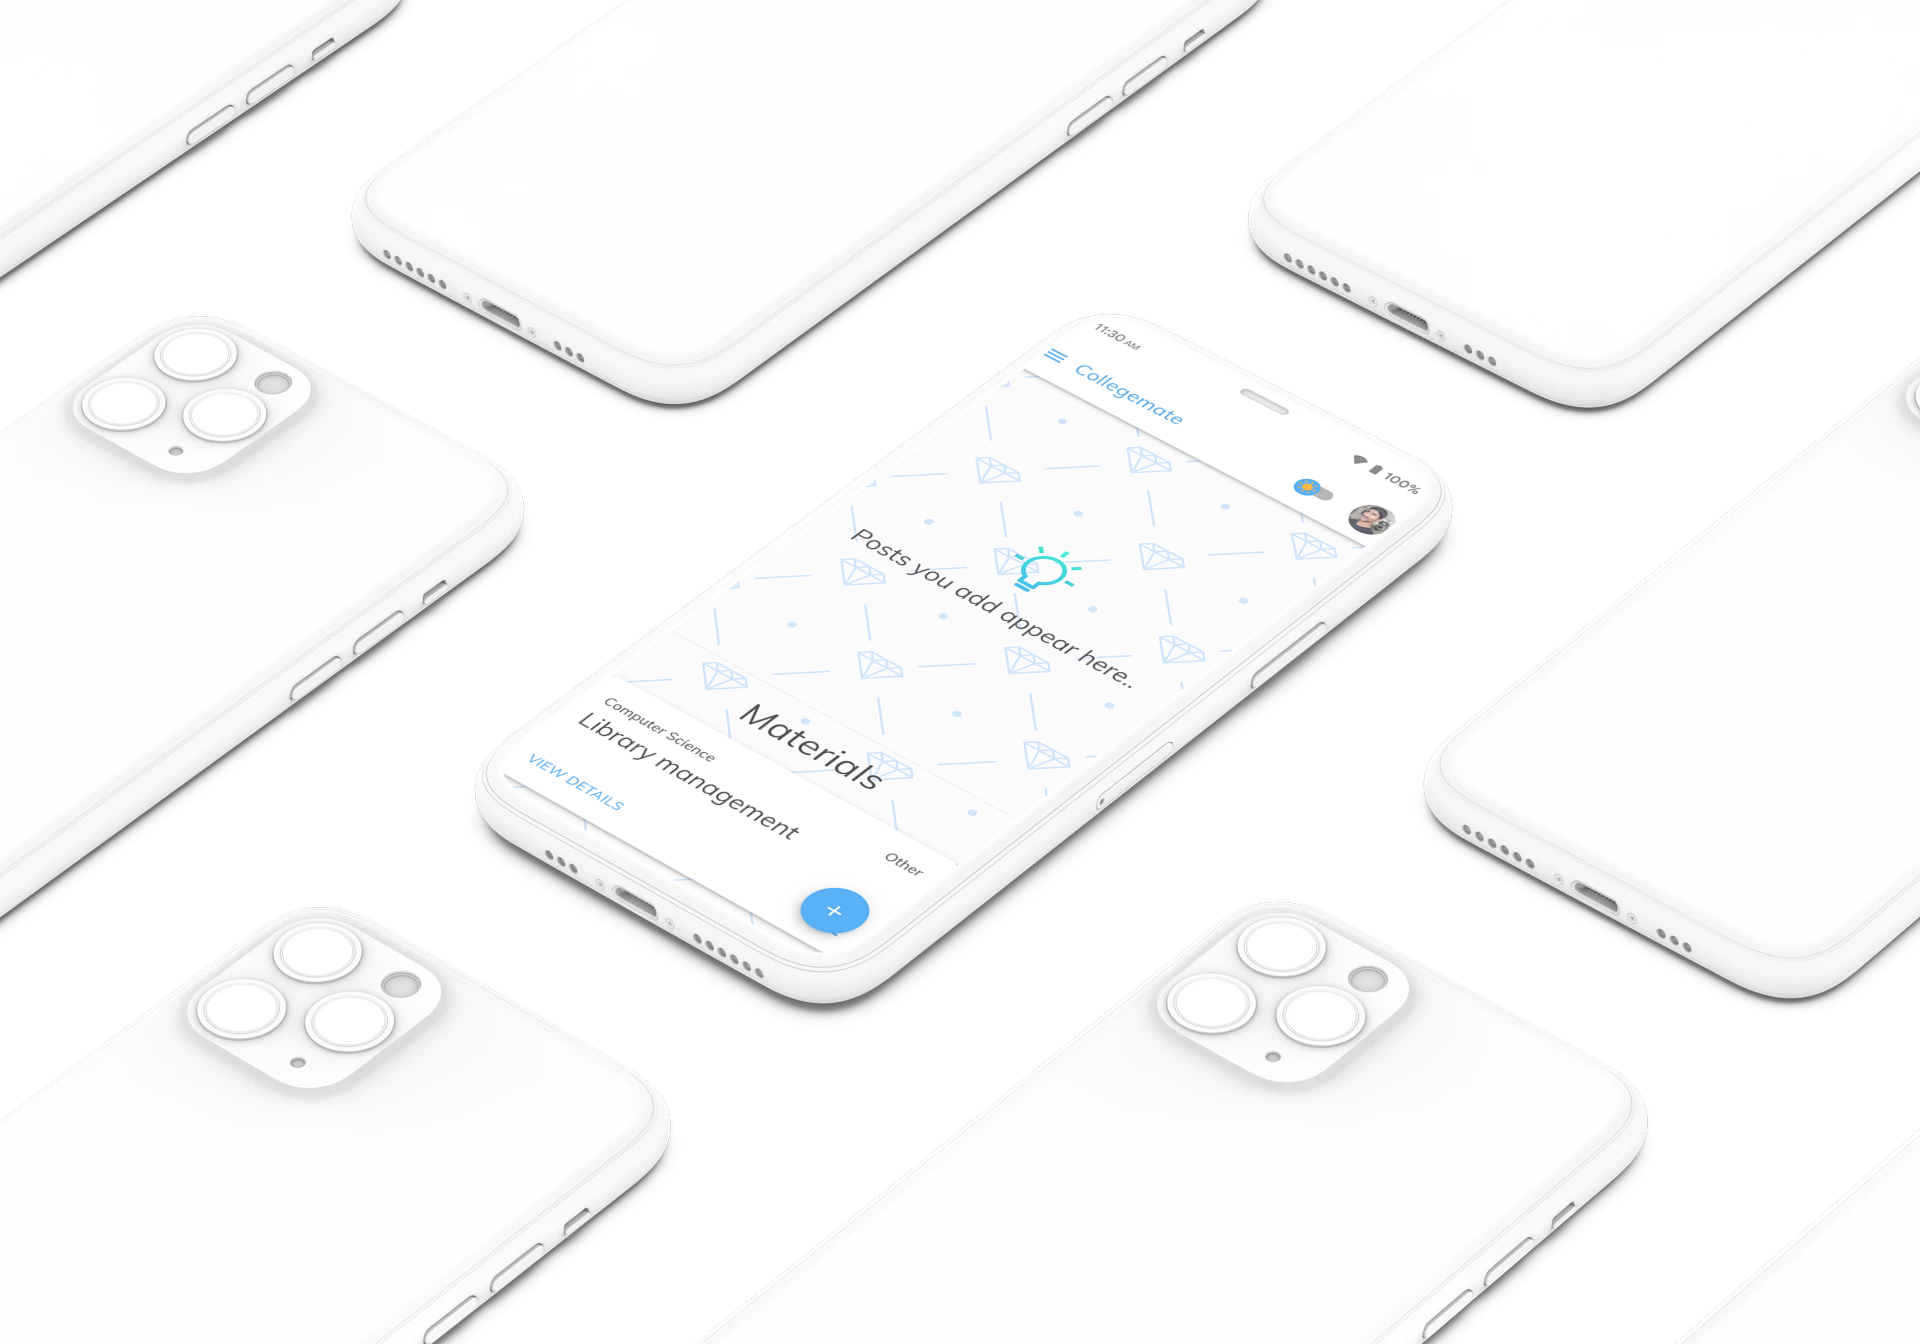 11:30 AM
100%
Collegemate
Posts you add appear here..
Materials
Computer Science
Other
Library management
VIEW DETAILS
+